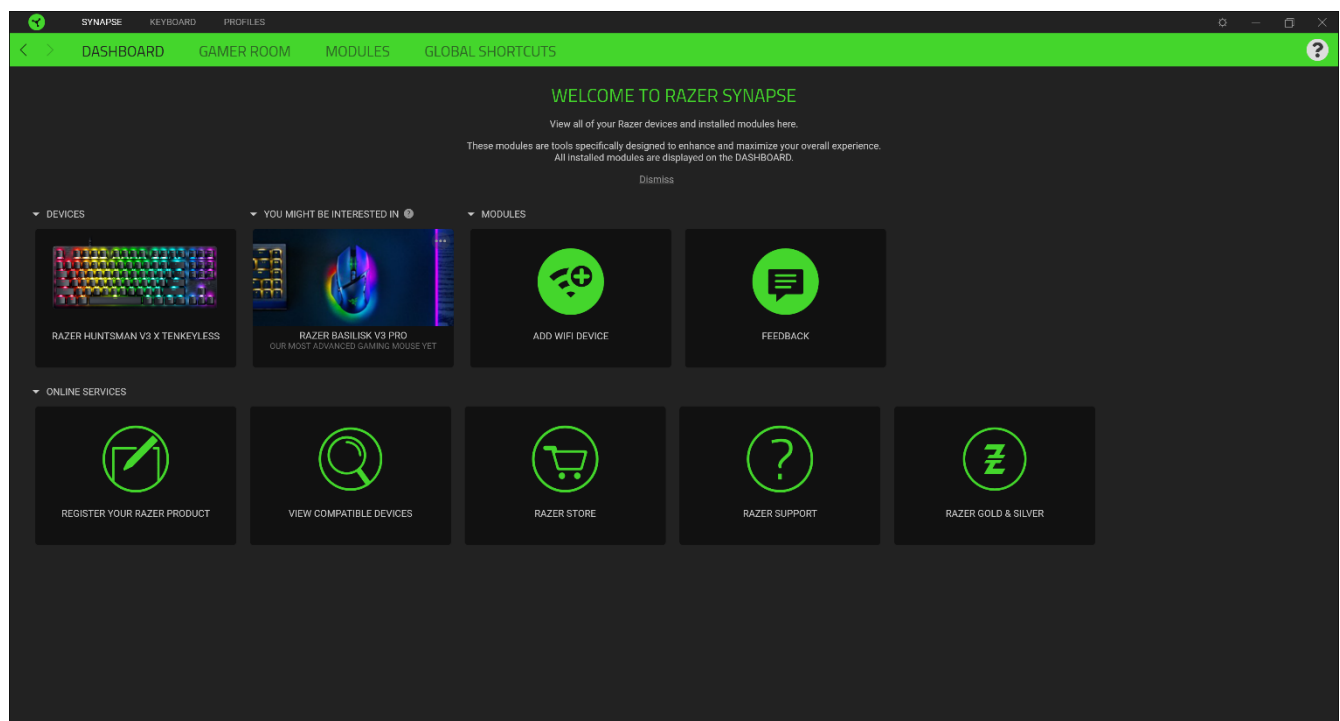 SYNAPSE KEYBOARD PROFILES
DASHBOARD GAMER ROOM MODULES GLOBAL SHORTCUTS
WELCOME TO RAZER SYNAPSE
View all of your Razer devices and installed modules here.
These modules are tools specifically designed to enhance and maximize your overall experience.
All installed modules are displayed on the DASHBOARD.
Dismiss
DEVICES
YOU MIGHT BE INTERESTED IN ?
MODULES
RAZER HUNTSMAN V3 X TENKEYLESS
RAZER BASILISK V3 PRO
OUR MOST ADVANCED GAMING MOUSE YET
ADD WIFI DEVICE
FEEDBACK
ONLINE SERVICES
REGISTER YOUR RAZER PRODUCT
VIEW COMPATIBLE DEVICES
RAZER STORE
RAZER SUPPORT
RAZER GOLD & SILVER